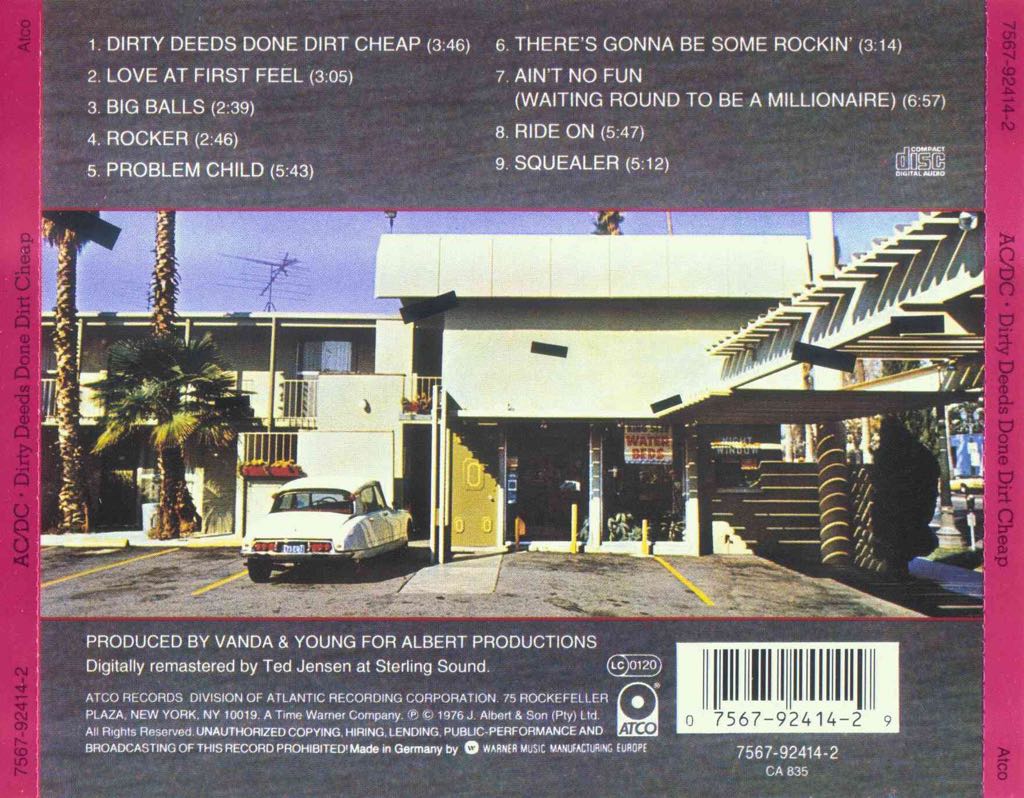 1. DIRTY DEEDS DONE DIRT CHEAP (3:46)
2. LOVE AT FIRST FEEL (3:05)
3. BIG BALLS (2:39)
4. ROCKER (2:46)
5. PROBLEM CHILD (5:43)
6. THERE'S GONNA BE SOME ROCKIN' (3:14)
7. AIN'T NO FUN
(WAITING ROUND TO BE A MILLIONAIRE) (6:57)
8. RIDE ON (5:47)
9. SQUEALER (5:12)
COMPACT
disc
DIGITAL AUDIO
Atco
AC/DC • Dirty Deeds Done Dirt Cheap
7567-92414-2
7567-92414-2
AC/DC • Dirty Deeds Done Dirt Cheap
Atco
WATER
BEDS
NIGHT
WINDOW
PRODUCED BY VANDA & YOUNG FOR ALBERT PRODUCTIONS
Digitally remastered by Ted Jensen at Sterling Sound.
ATCO RECORDS DIVISION OF ATLANTIC RECORDING CORPORATION. 75 ROCKEFELLER
PLAZA, NEW YORK, NY 10019. A Time Warner Company. ℗ © 1976 J. Albert & Son (Pty) Ltd.
All Rights Reserved. UNAUTHORIZED COPYING, HIRING, LENDING, PUBLIC-PERFORMANCE AND
BROADCASTING OF THIS RECORD PROHIBITED! Made in Germany by W WARNER MUSIC MANUFACTURING EUROPE
LC 0120
ATCO ®
0 7567-92414-2 9
7567-92414-2
CA 835